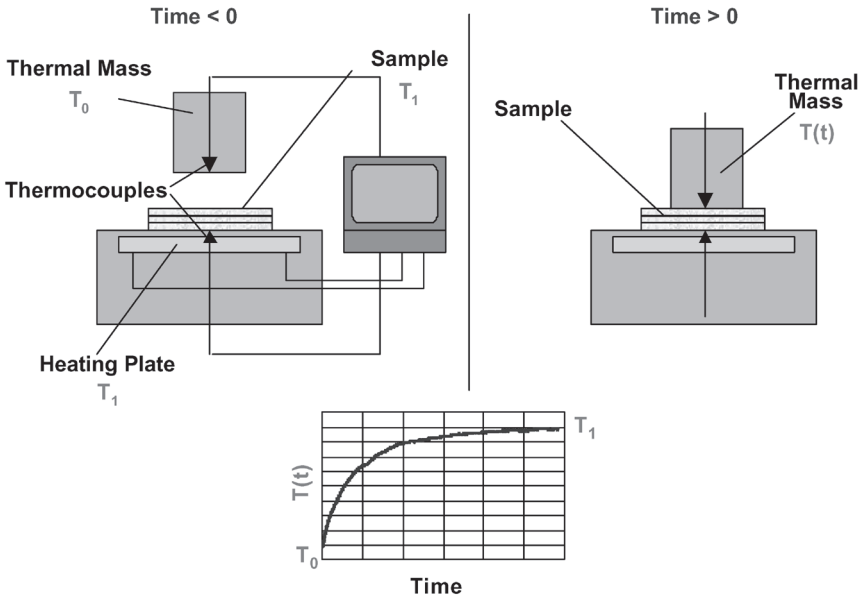 Time < 0
Time > 0
Thermal Mass
T₀
Sample
T₁
Thermocouples
Heating Plate
T₁
Sample
Thermal
Mass
T(t)
T(t)
T₁
T₀
Time